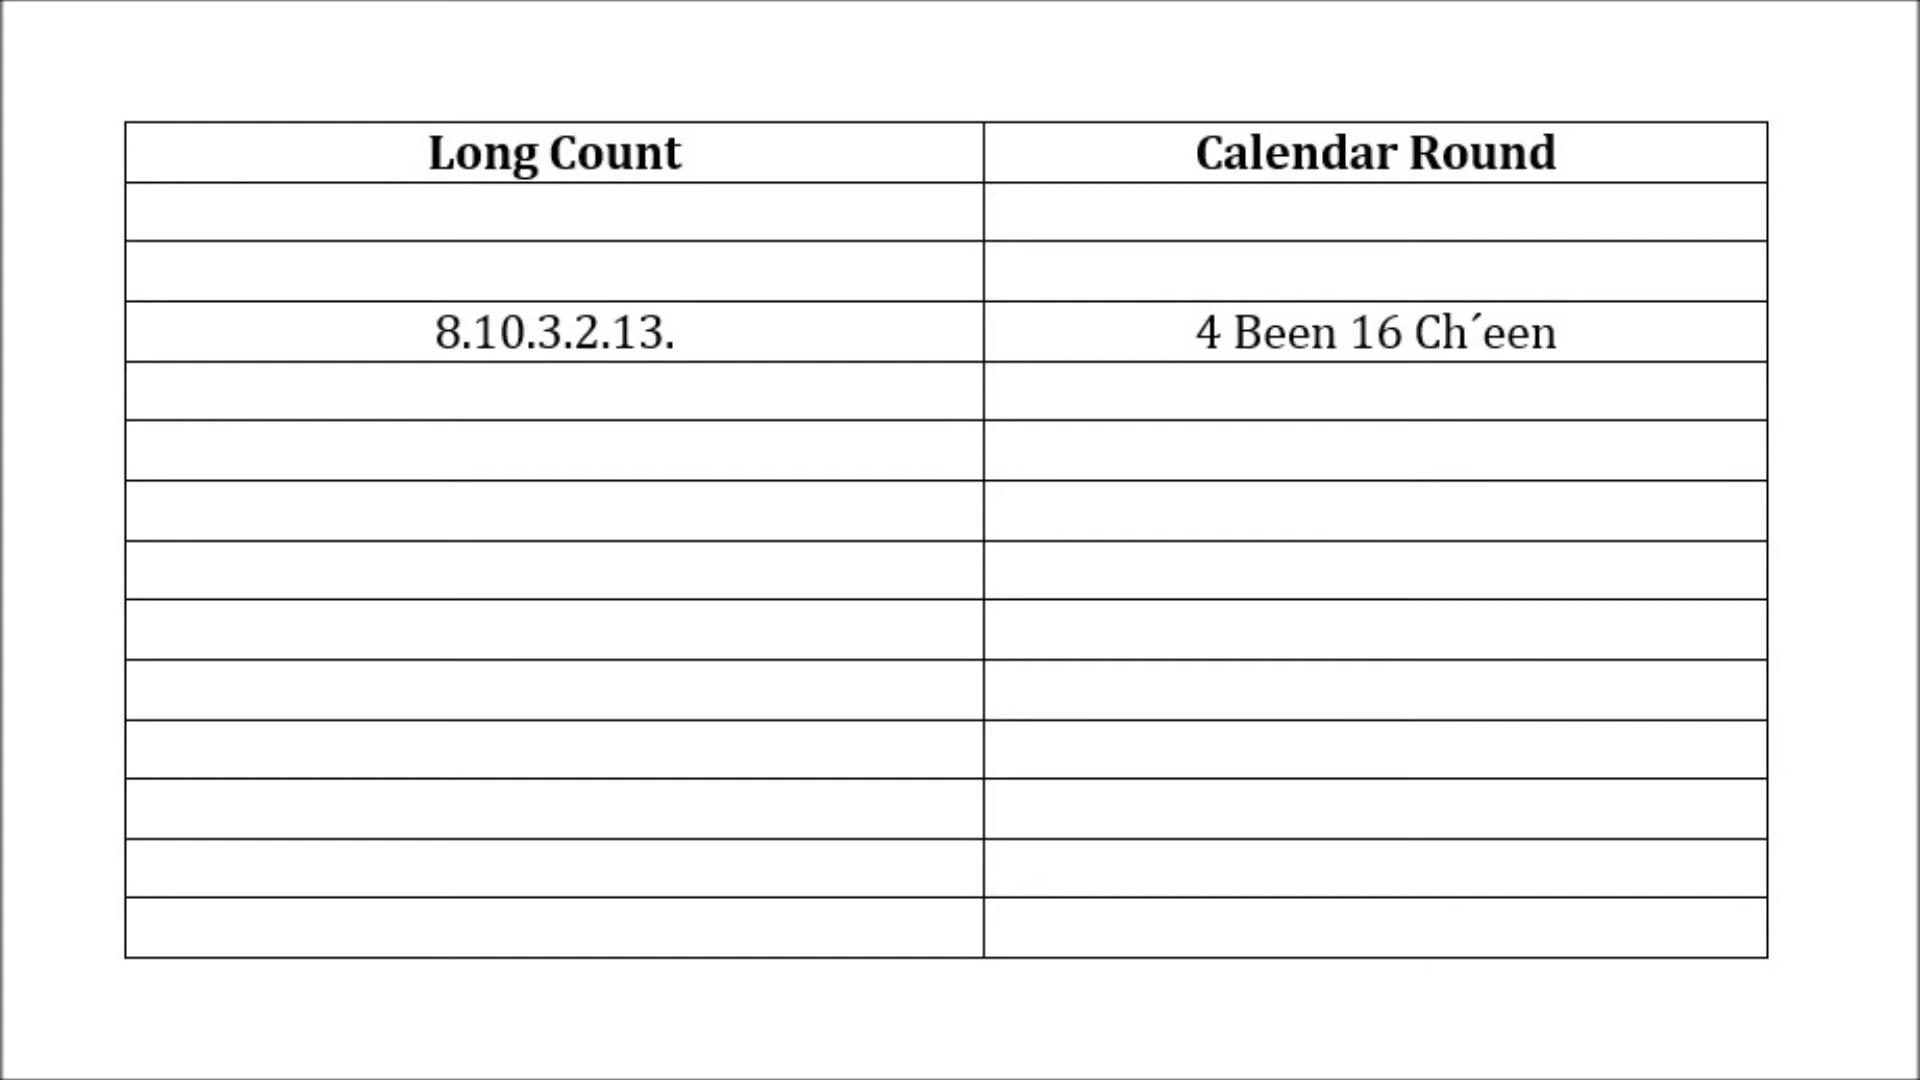 Long Count Calendar Round
8.10.3.2.13. 4 Been 16 Ch´een